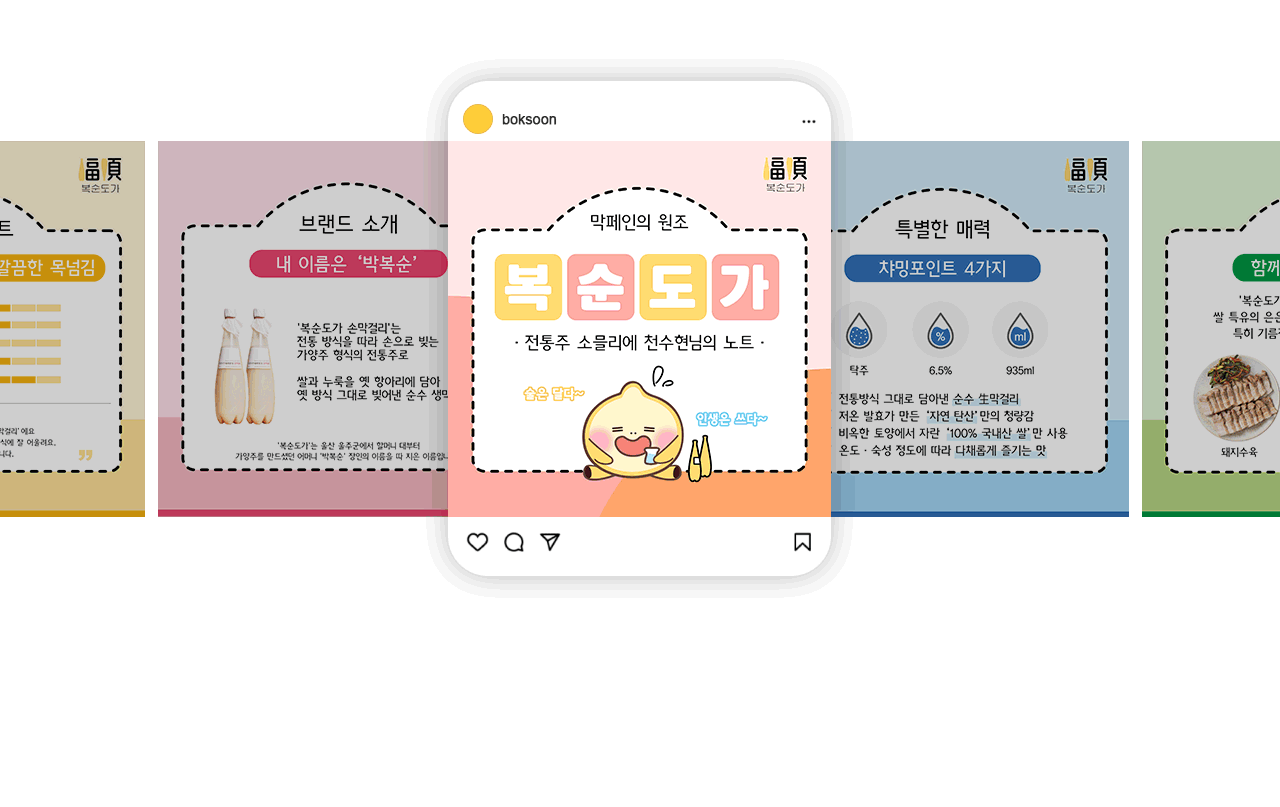 boksoon
福順
복순도가
트
깔끔한 목넘김
막걸리’에요
식에 잘 어울려요.
니다.
브랜드 소개
내 이름은 ‘박복순’
'복순도가 손막걸리'는
전통 방식을 따라 손으로 빚는
가양주 형식의 전통주로
쌀과 누룩을 옛 항아리에 담아
옛 방식 그대로 빚어낸 순수 생막
'복순도가'는 울산 울주군에서 할머니 대부터
가양주를 만드셨던 어머니 '박복순' 장인의 이름을 따 지은 이름입니
福順
복순도가
막페인의 원조
복순도가
· 전통주 소믈리에 천수현님의 노트 ·
술은 달다~
인생은 쓰다~
福順
복순도가
특별한 매력
챠밍포인트 4가지
%
ml
탁주
6.5%
935ml
전통방식 그대로 담아낸 순수 生막걸리
저온 발효가 만든 ‘자연 탄산’ 만의 청량감
비옥한 토양에서 자란 ‘100% 국내산 쌀’ 만 사용
온도 · 숙성 정도에 따라 다채롭게 즐기는 맛
함께
'복순도가
쌀 특유의 은은
특히 기름
돼지수육